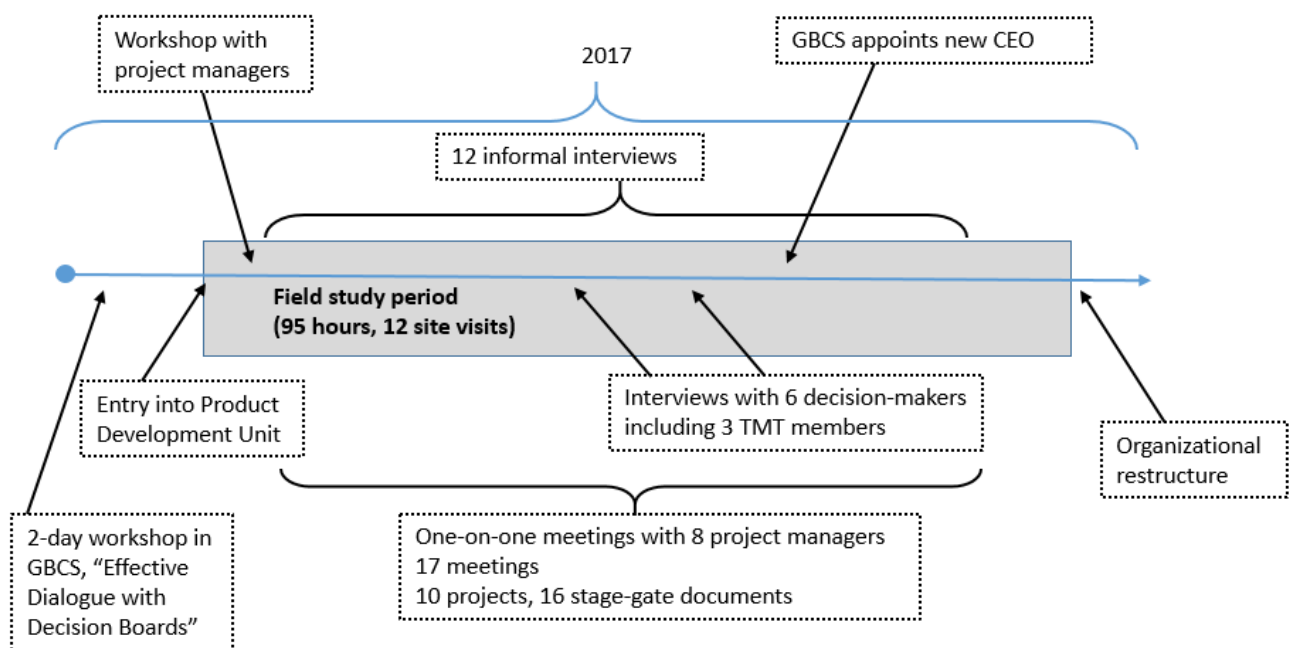 Workshop with
project managers
2017
GBCS appoints new CEO
12 informal interviews
Field study period
(95 hours, 12 site visits)
Entry into Product
Development Unit
Interviews with 6 decision-makers
including 3 TMT members
Organizational
restructure
2-day workshop in
GBCS, “Effective
Dialogue with
Decision Boards”
One-on-one meetings with 8 project managers
17 meetings
10 projects, 16 stage-gate documents